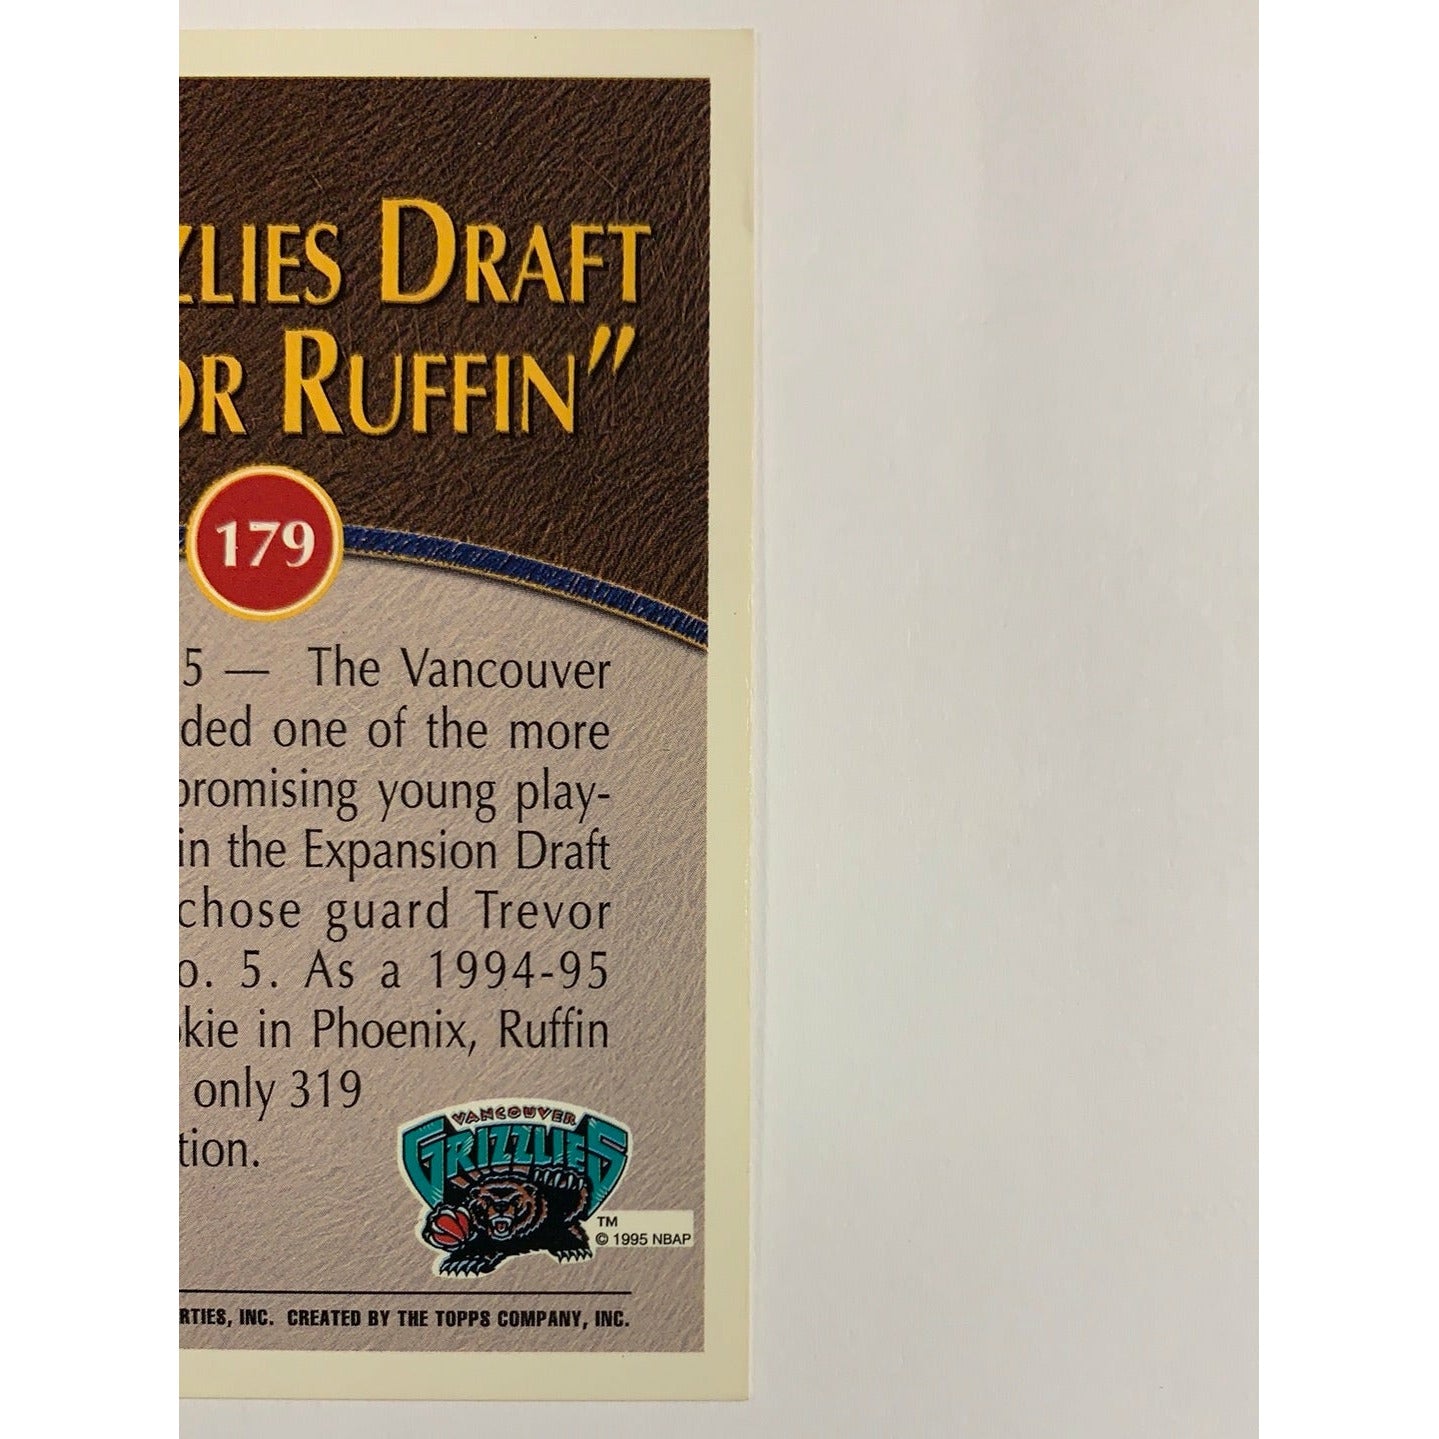 ZLIES DRAFT
OR RUFFIN”
179
5 — The Vancouver
ded one of the more
promising young play-
in the Expansion Draft
chose guard Trevor
o. 5. As a 1994-95
kie in Phoenix, Ruffin
only 319
tion.
VANCOUVER
GRIZZLIES
TM
© 1995 NBAP
RTIES, INC. CREATED BY THE TOPPS COMPANY, INC.